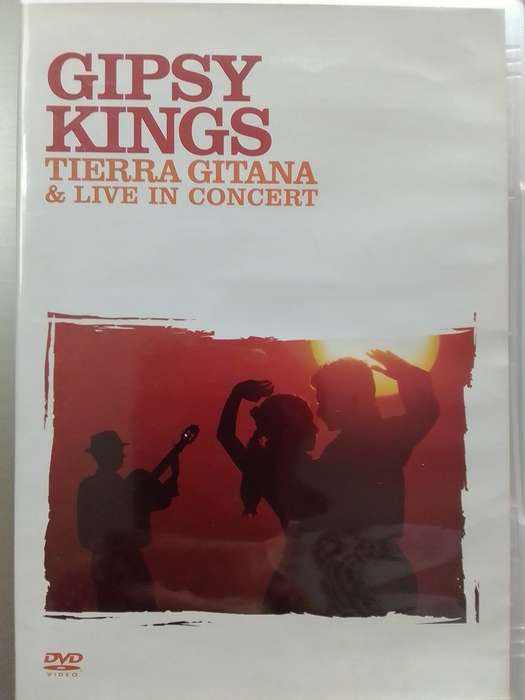 GIPSY
KINGS
TIERRA GITANA
& LIVE IN CONCERT
DVD
VIDEO